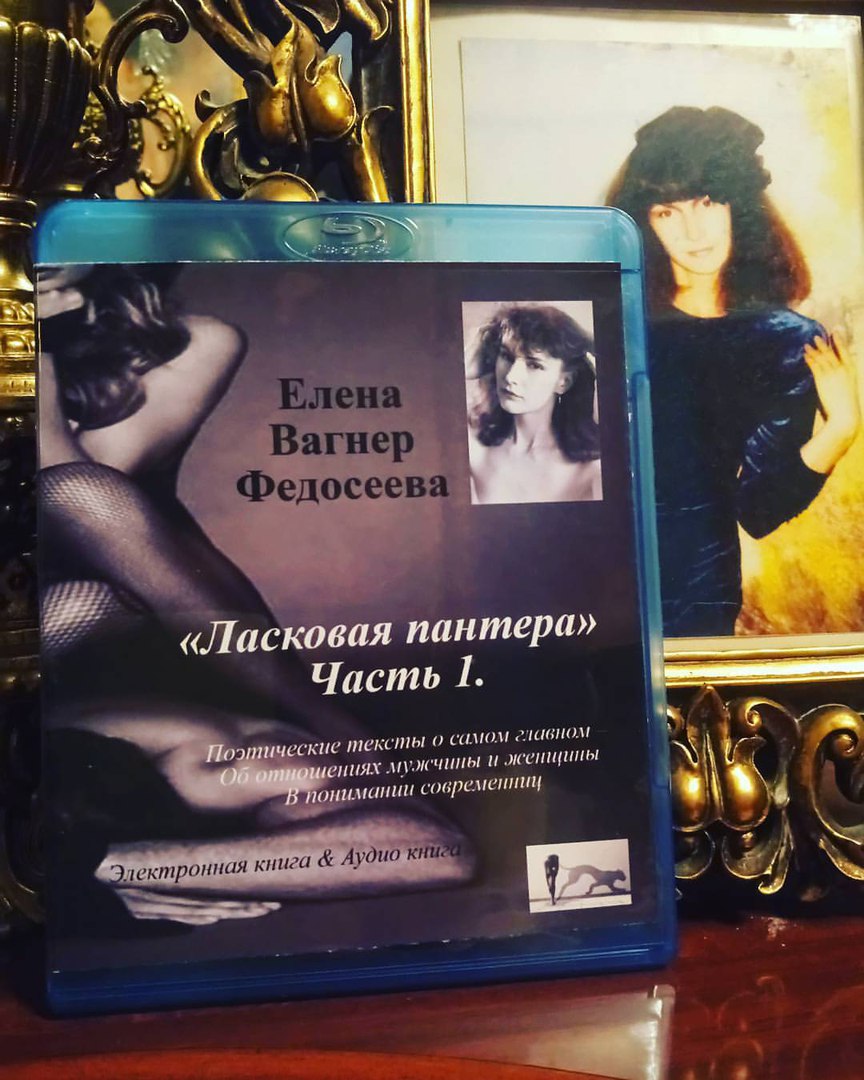 Елена
Вагнер
Федосеева
«Ласковая пантера»
Часть 1.
Поэтические тексты о самом главном
Об отношениях мужчины и женщины
В понимании современниц
Электронная книга & Аудио книга